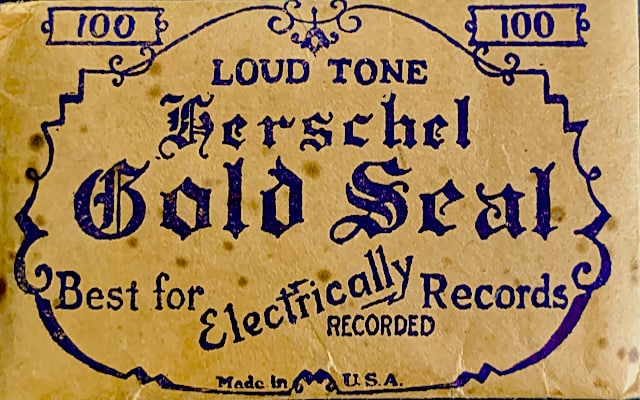 100 100
LOUD TONE
Herschel
Gold Seal
Best for Electrically Records
RECORDED
Made in U.S.A.